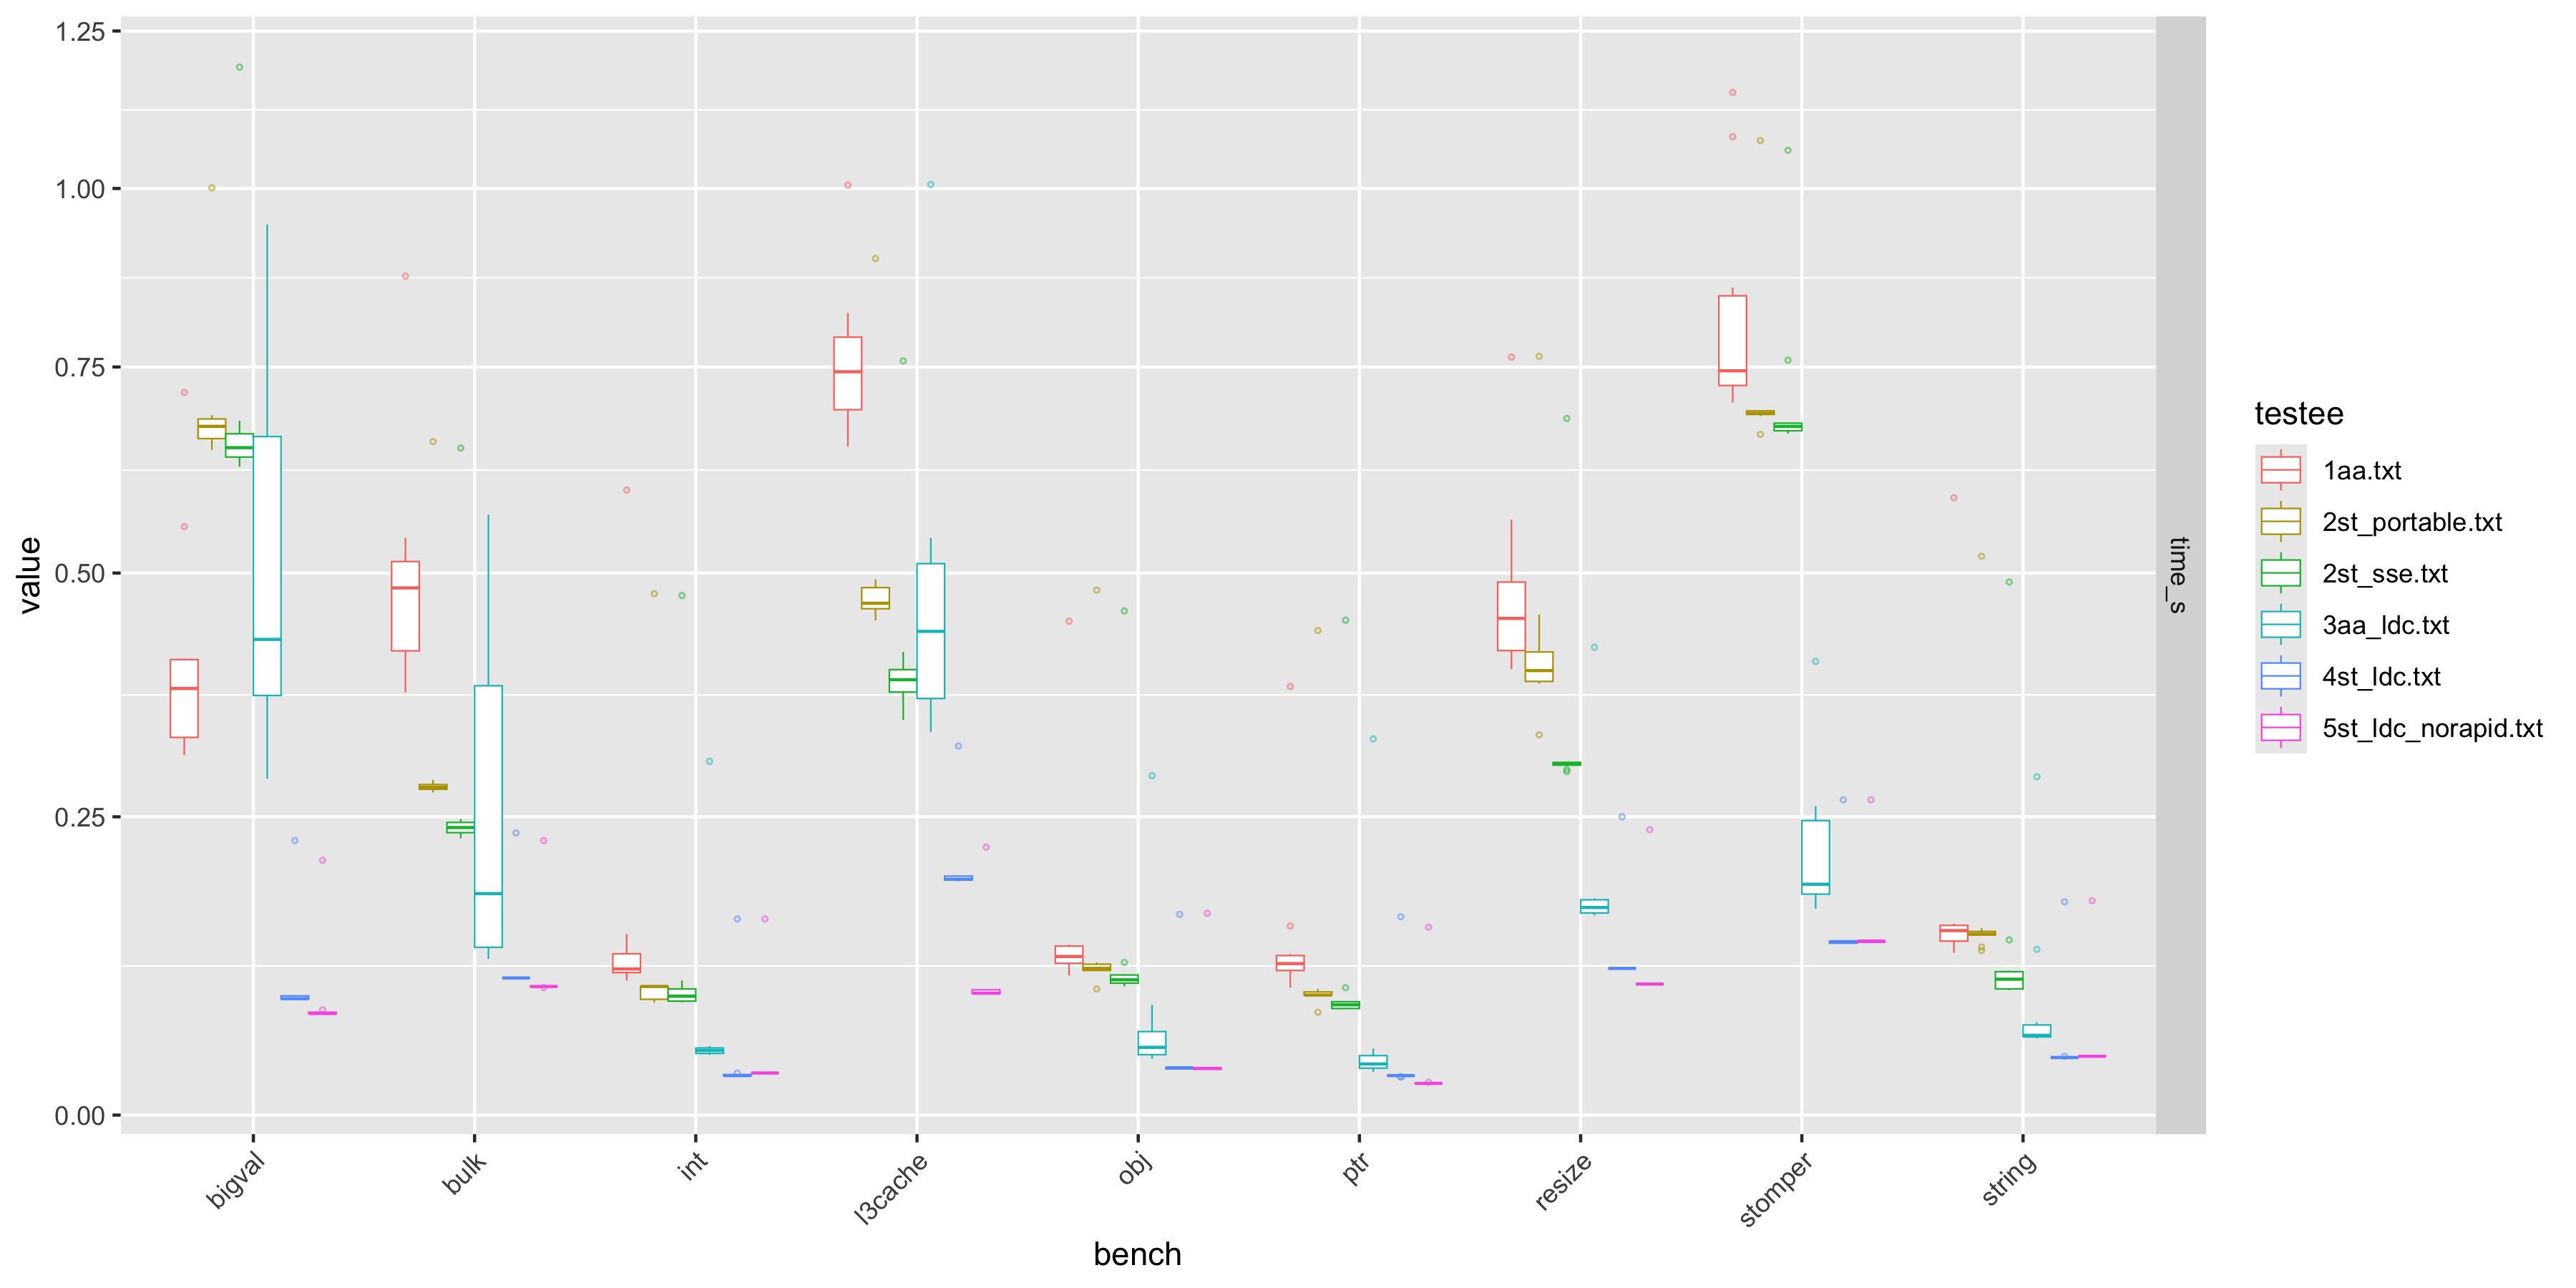 1.25
1.00
0.75
0.50
0.25
0.00
value
bigval
bulk
int
l3cache
obj
ptr
resize
stomper
string
bench
time_s
testee
1aa.txt
2st_portable.txt
2st_sse.txt
3aa_ldc.txt
4st_ldc.txt
5st_ldc_norapid.txt